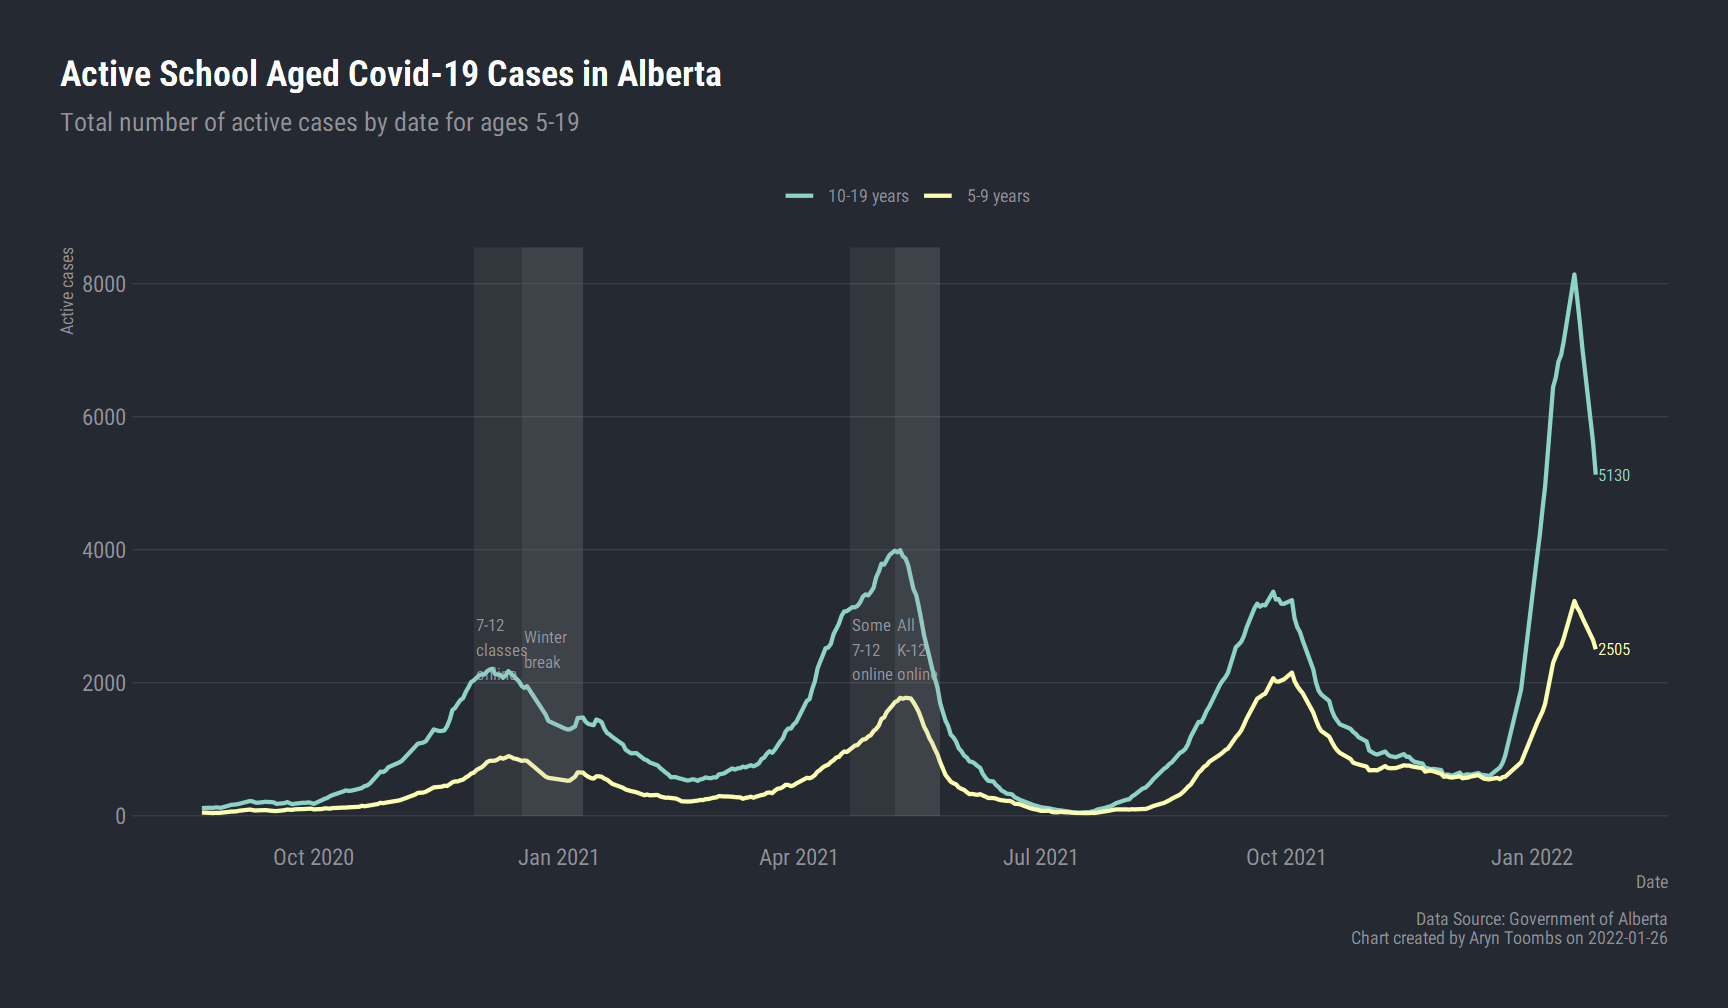 Active School Aged Covid-19 Cases in Alberta
Total number of active cases by date for ages 5-19
10-19 years
5-9 years
Active cases
8000
6000
4000
2000
0
7-12
classes
online
Winter
break
Some
7-12
online
All
K-12
online
5130
2505
Oct 2020
Jan 2021
Apr 2021
Jul 2021
Oct 2021
Jan 2022
Date
Data Source: Government of Alberta
Chart created by Aryn Toombs on 2022-01-26